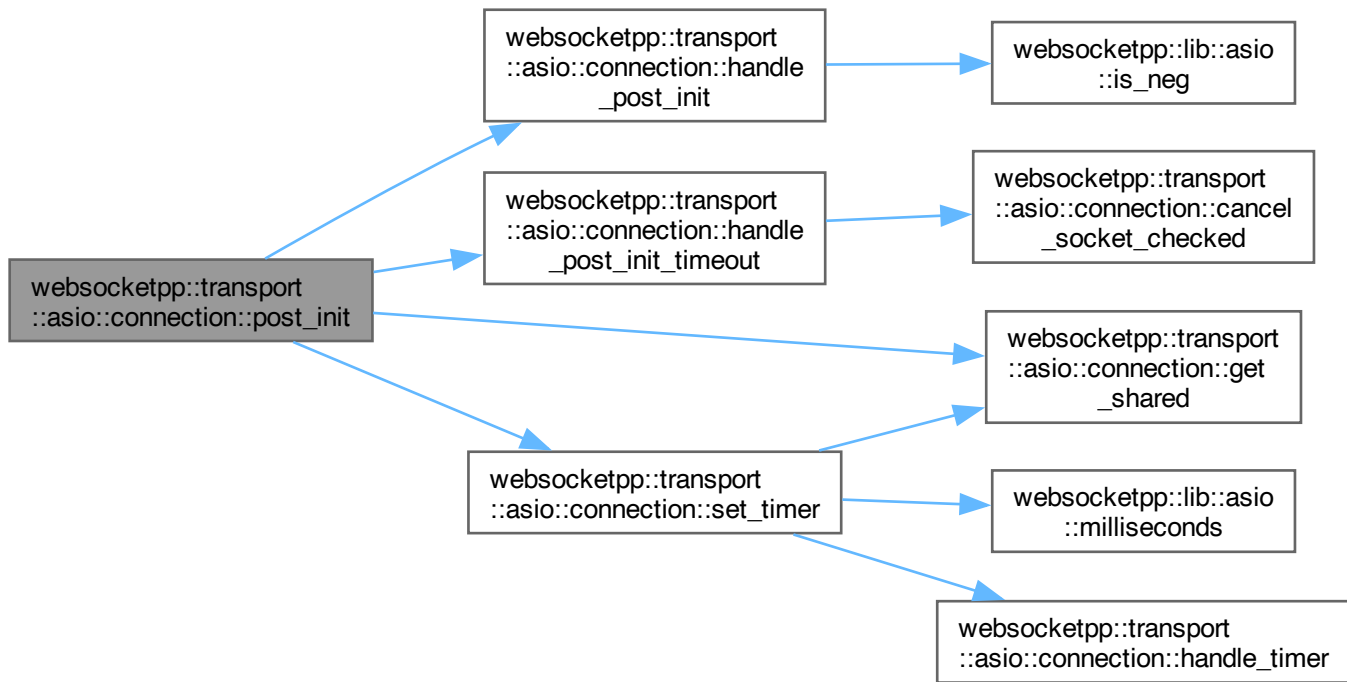 websocketpp::transport
::asio::connection::post_init
websocketpp::transport
::asio::connection::handle
_post_init
websocketpp::lib::asio
::is_neg
websocketpp::transport
::asio::connection::handle
_post_init_timeout
websocketpp::transport
::asio::connection::cancel
_socket_checked
websocketpp::transport
::asio::connection::get
_shared
websocketpp::transport
::asio::connection::set_timer
websocketpp::lib::asio
::milliseconds
websocketpp::transport
::asio::connection::handle_timer